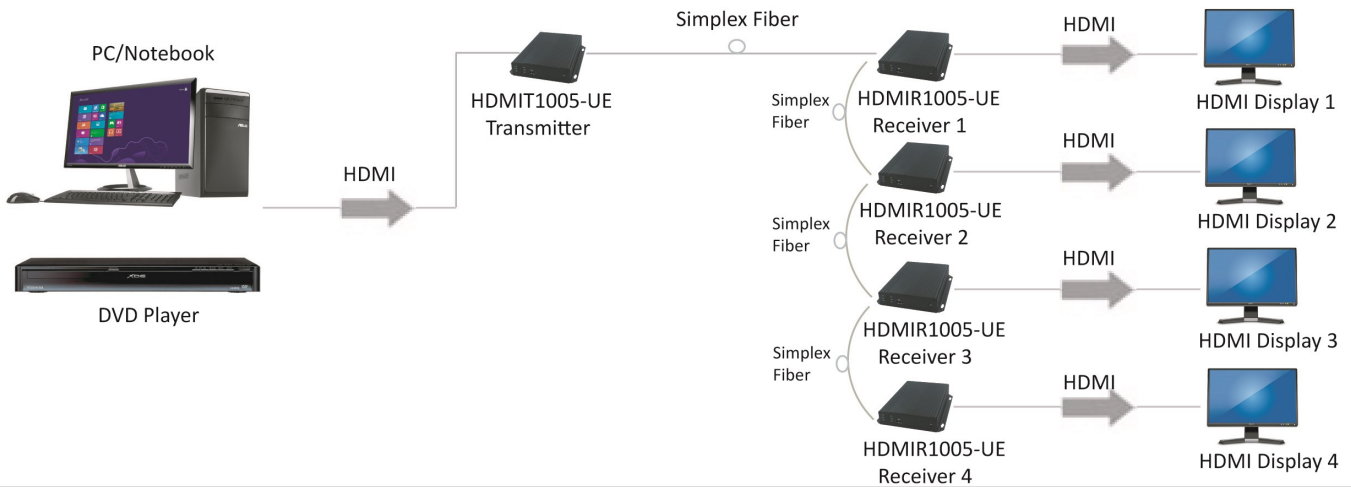 PC/Notebook
HDMI
DVD Player
HDMIT1005-UE
Transmitter
Simplex Fiber
HDMIR1005-UE
Receiver 1
HDMI
HDMI Display 1
Simplex
Fiber
HDMIR1005-UE
Receiver 2
HDMI
HDMI Display 2
Simplex
Fiber
HDMIR1005-UE
Receiver 3
HDMI
HDMI Display 3
Simplex
Fiber
HDMIR1005-UE
Receiver 4
HDMI
HDMI Display 4